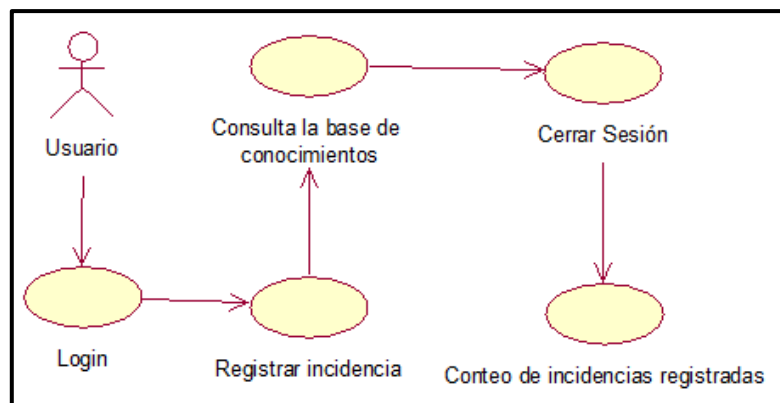 Usuario
Consulta la base de
conocimientos
Cerrar Sesión
Login
Registrar incidencia
Conteo de incidencias registradas